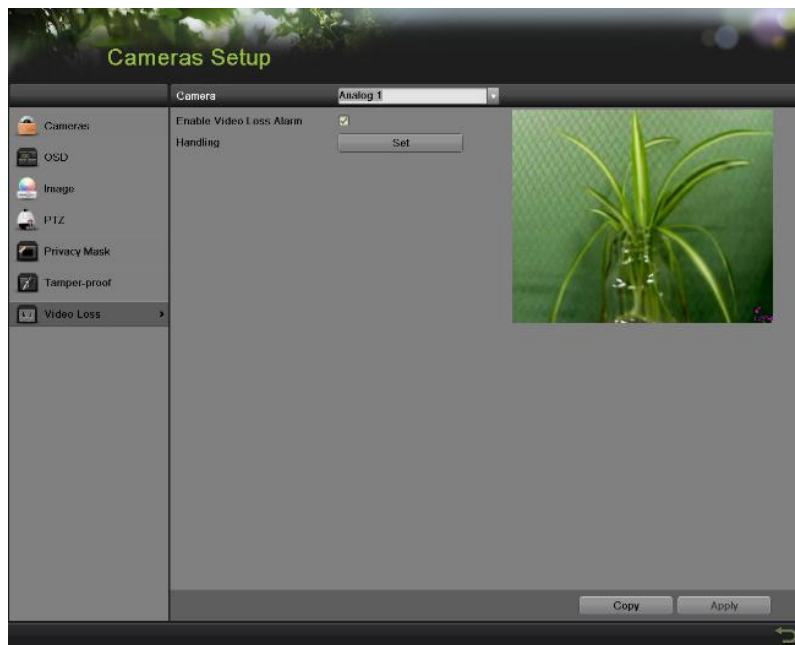 Cameras Setup
Camera Analog 1
Cameras
Enable Video Loss Alarm
Handling Set
OSD
Image
PTZ
Privacy Mask
Tamper-proof
Video Loss
Copy Apply